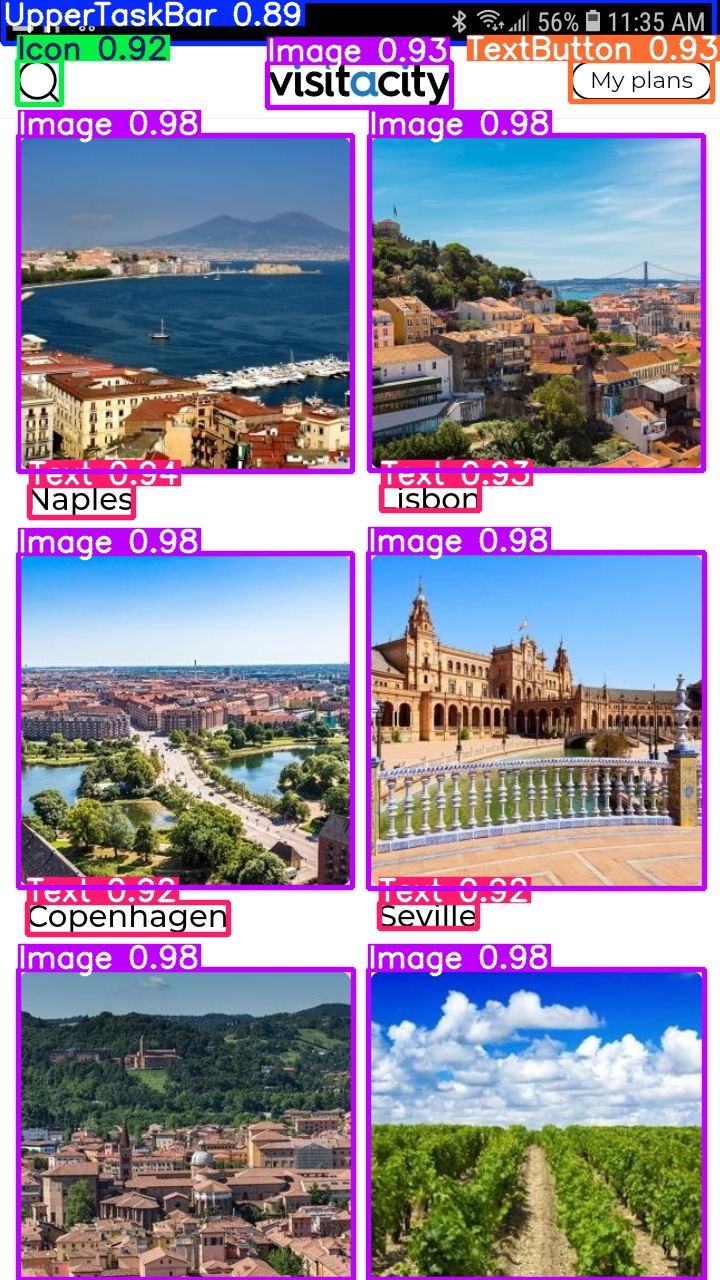 UpperTaskBar 0.89
56% 11:35 AM
Icon 0.92
Image 0.93
TextButton 0.93
visitacity
My plans
Image 0.98
Image 0.98
Text 0.94
Text 0.93
Naples
Lisbon
Image 0.98
Image 0.98
Text 0.92
Text 0.92
Copenhagen
Seville
Image 0.98
Image 0.98